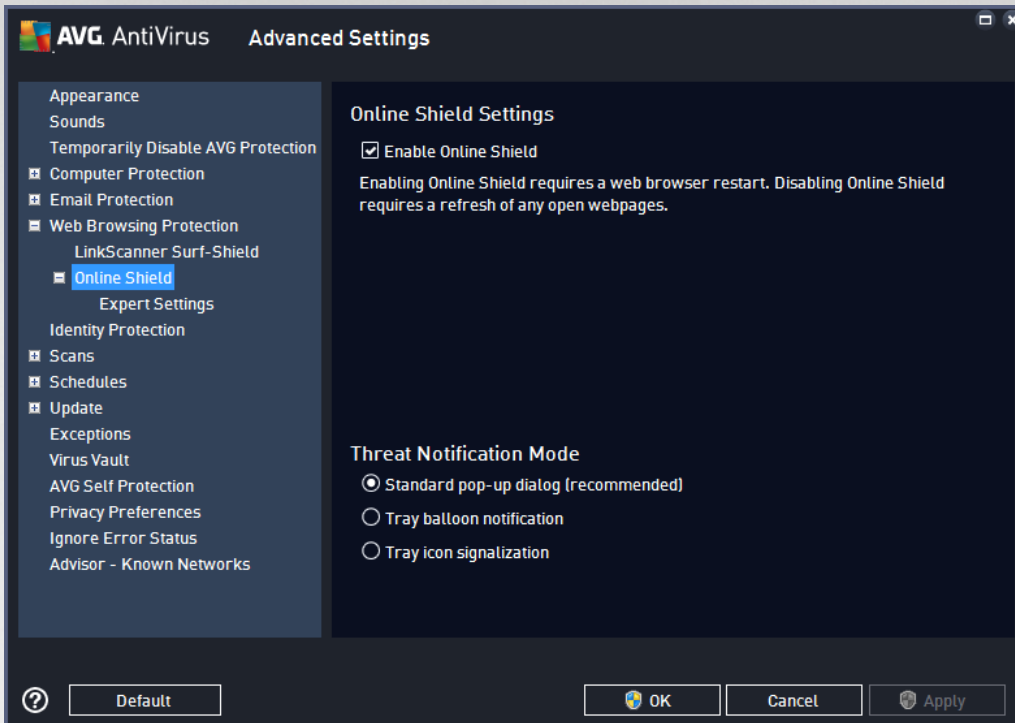 AVG. AntiVirus Advanced Settings
Appearance
Sounds
Temporarily Disable AVG Protection
Computer Protection
Email Protection
Web Browsing Protection
LinkScanner Surf-Shield
Online Shield
Expert Settings
Identity Protection
Scans
Schedules
Update
Exceptions
Virus Vault
AVG Self Protection
Privacy Preferences
Ignore Error Status
Advisor - Known Networks
Online Shield Settings
Enable Online Shield
Enabling Online Shield requires a web browser restart. Disabling Online Shield
requires a refresh of any open webpages.
Threat Notification Mode
Standard pop-up dialog (recommended)
Tray balloon notification
Tray icon signalization
? Default OK Cancel Apply